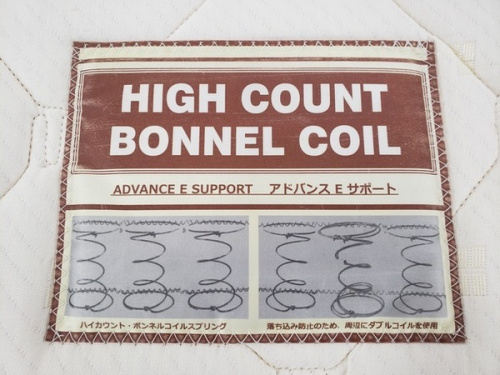 HIGH COUNT
BONNEL COIL
ADVANCE E SUPPORT アドバンス E サポート
ハイカウント・ボンネルコイルスプリング
落ち込み防止のため、周辺にダブルコイルを使用